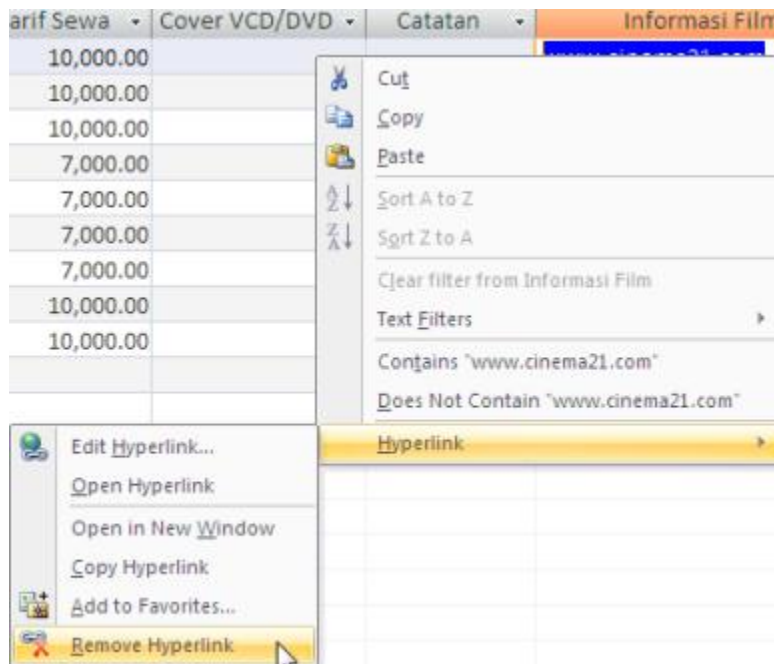 arif Sewa Cover VCD/DVD Catatan Informasi Film
10,000.00 www.cinema21.com
10,000.00
10,000.00
7,000.00
7,000.00
7,000.00
7,000.00
10,000.00
10,000.00
Cut
Copy
Paste
Sort A to Z
Sort Z to A
Clear filter from Informasi Film
Text Filters
Contains "www.cinema21.com"
Does Not Contain "www.cinema21.com"
Hyperlink
Edit Hyperlink...
Open Hyperlink
Open in New Window
Copy Hyperlink
Add to Favorites...
Remove Hyperlink